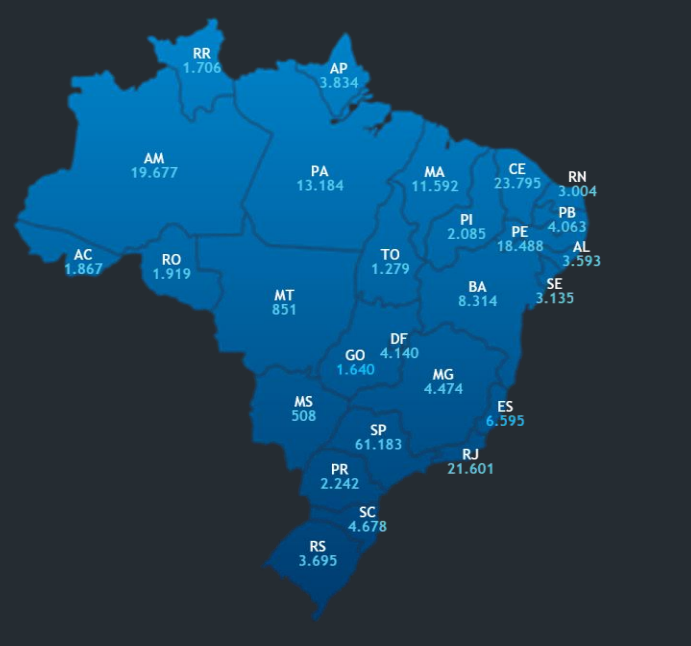 RR
1.706
AP
3.834
AM
19.677
PA
13.184
MA
11.592
CE
23.795
RN
3.004
PI
2.085
PE
18.488
PB
4.063
AL
3.593
AC
1.867
RO
1.919
TO
1.279
BA
8.314
SE
3.135
MT
851
DF
4.140
GO
1.640
MG
4.474
MS
508
ES
6.595
SP
61.183
RJ
21.601
PR
2.242
SC
4.678
RS
3.695